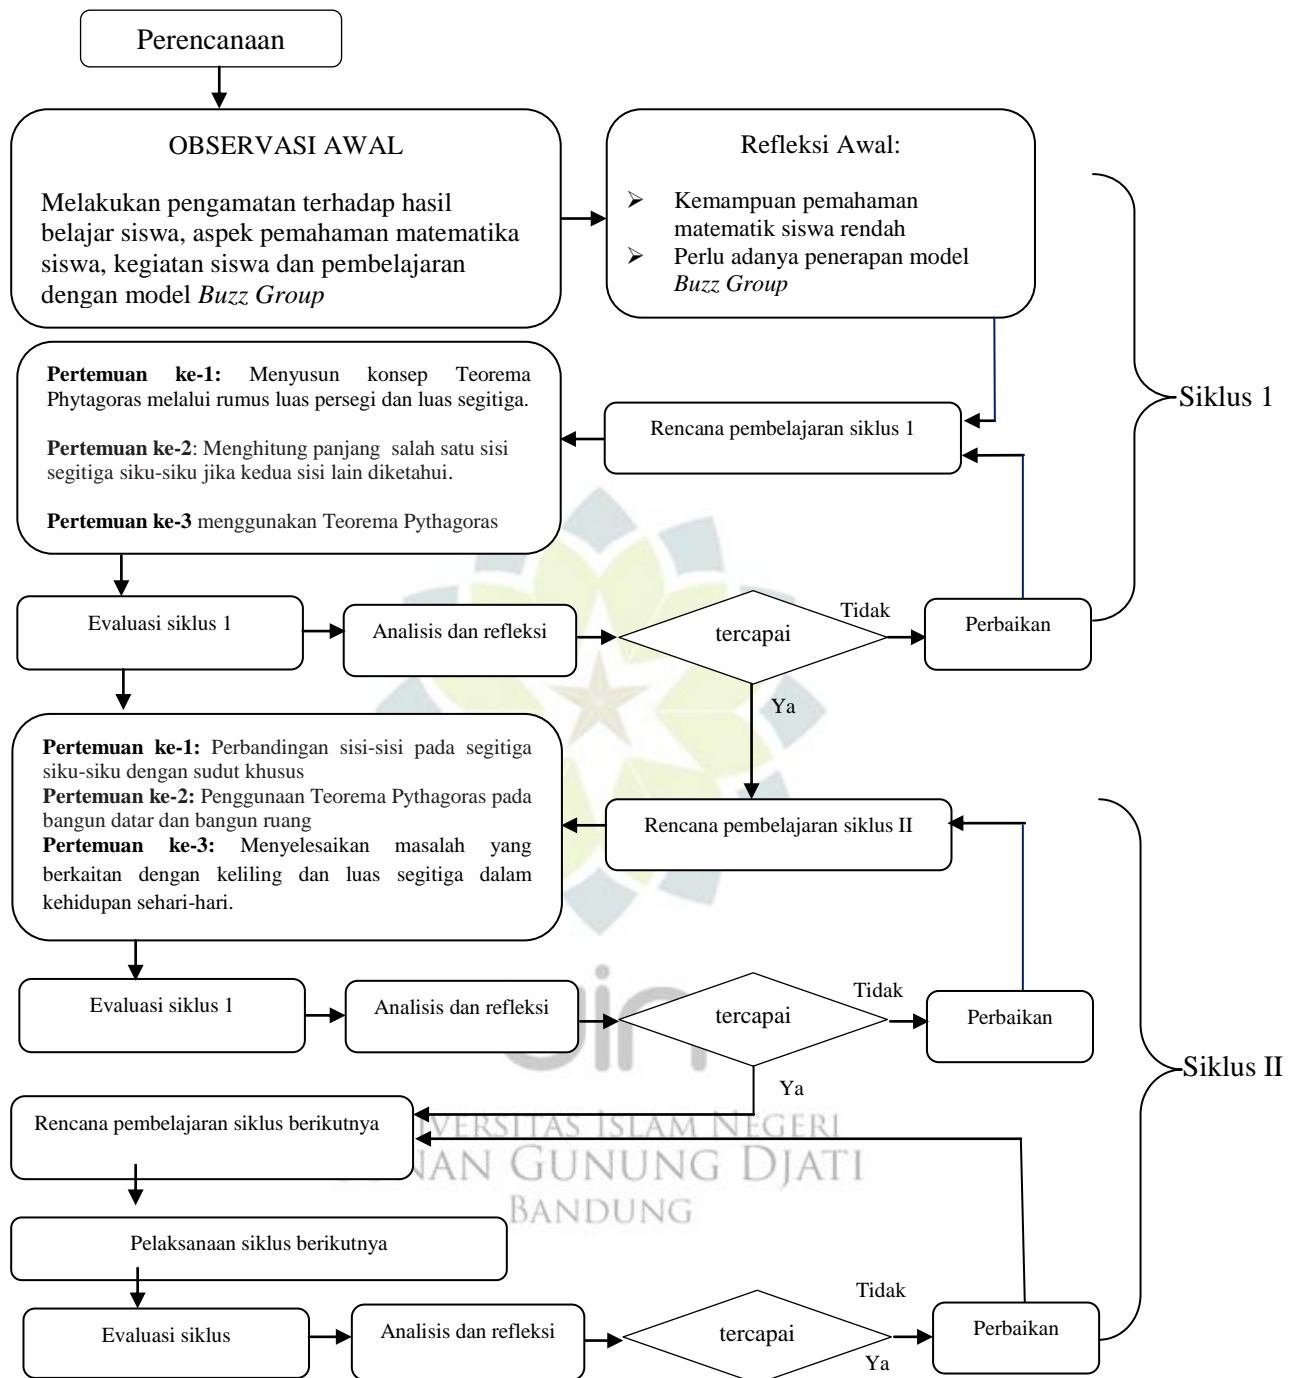 Perencanaan
OBSERVASI AWAL
Melakukan pengamatan terhadap hasil
belajar siswa, aspek pemahaman matematika
siswa, kegiatan siswa dan pembelajaran
dengan model Buzz Group
Refleksi Awal:
➢ Kemampuan pemahaman
matematik siswa rendah
➢ Perlu adanya penerapan model
Buzz Group
Siklus 1
Pertemuan ke-1: Menyusun konsep Teorema
Phytagoras melalui rumus luas persegi dan luas segitiga.
Pertemuan ke-2: Menghitung panjang salah satu sisi
segitiga siku-siku jika kedua sisi lain diketahui.
Pertemuan ke-3 menggunakan Teorema Pythagoras
Rencana pembelajaran siklus 1
Evaluasi siklus 1
Analisis dan refleksi
tercapai
Tidak
Perbaikan
Ya
Pertemuan ke-1: Perbandingan sisi-sisi pada segitiga
siku-siku dengan sudut khusus
Pertemuan ke-2: Penggunaan Teorema Pythagoras pada
bangun datar dan bangun ruang
Pertemuan ke-3: Menyelesaikan masalah yang
berkaitan dengan keliling dan luas segitiga dalam
kehidupan sehari-hari.
Rencana pembelajaran siklus II
Evaluasi siklus 1
Analisis dan refleksi
tercapai
Tidak
Perbaikan
Siklus II
Ya
uin
Rencana pembelajaran siklus berikutnya
VERSITAS ISLAM NEGERI
NAN GUNUNG DJATI
BANDUNG
Pelaksanaan siklus berikutnya
Evaluasi siklus
Analisis dan refleksi
tercapai
Tidak
Perbaikan
Ya